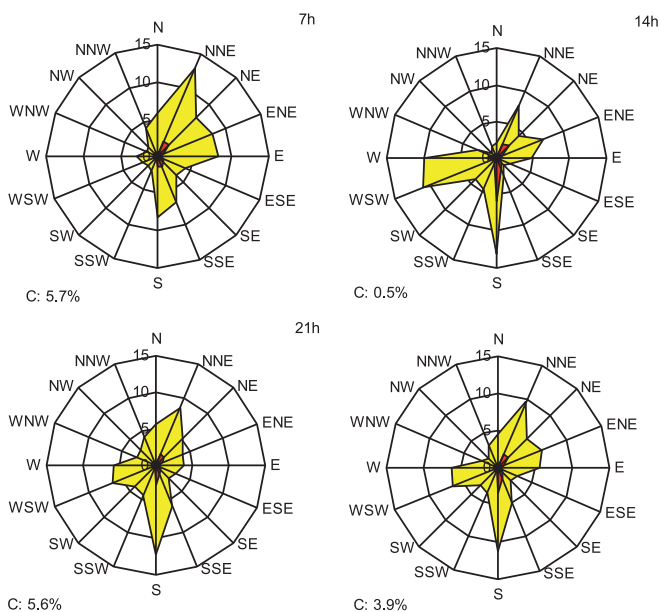 7h
N
NNE
NE
ENE
E
ESE
SE
SSE
S
SSW
SW
WSW
W
WNW
NW
NNW
15
10
5
0
C: 5.7%
14h
N
NNE
NE
ENE
E
ESE
SE
SSE
S
SSW
SW
WSW
W
WNW
NW
NNW
15
10
5
0
C: 0.5%
21h
N
NNE
NE
ENE
E
ESE
SE
SSE
S
SSW
SW
WSW
W
WNW
NW
NNW
15
10
5
0
C: 5.6%
N
NNE
NE
ENE
E
ESE
SE
SSE
S
SSW
SW
WSW
W
WNW
NW
NNW
15
10
5
0
C: 3.9%